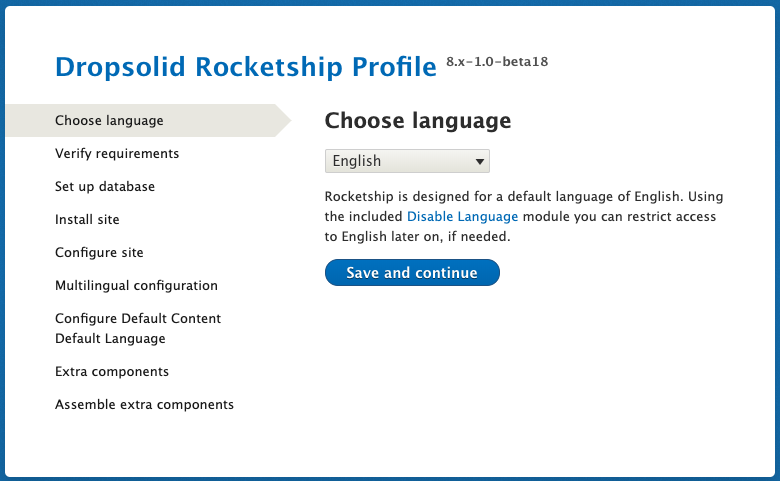 Dropsolid Rocketship Profile 8.x-1.0-beta18
Choose language
Verify requirements
Set up database
Install site
Configure site
Multilingual configuration
Configure Default Content
Default Language
Extra components
Assemble extra components
Choose language
English
Rocketship is designed for a default language of English. Using
the included Disable Language module you can restrict access
to English later on, if needed.
Save and continue